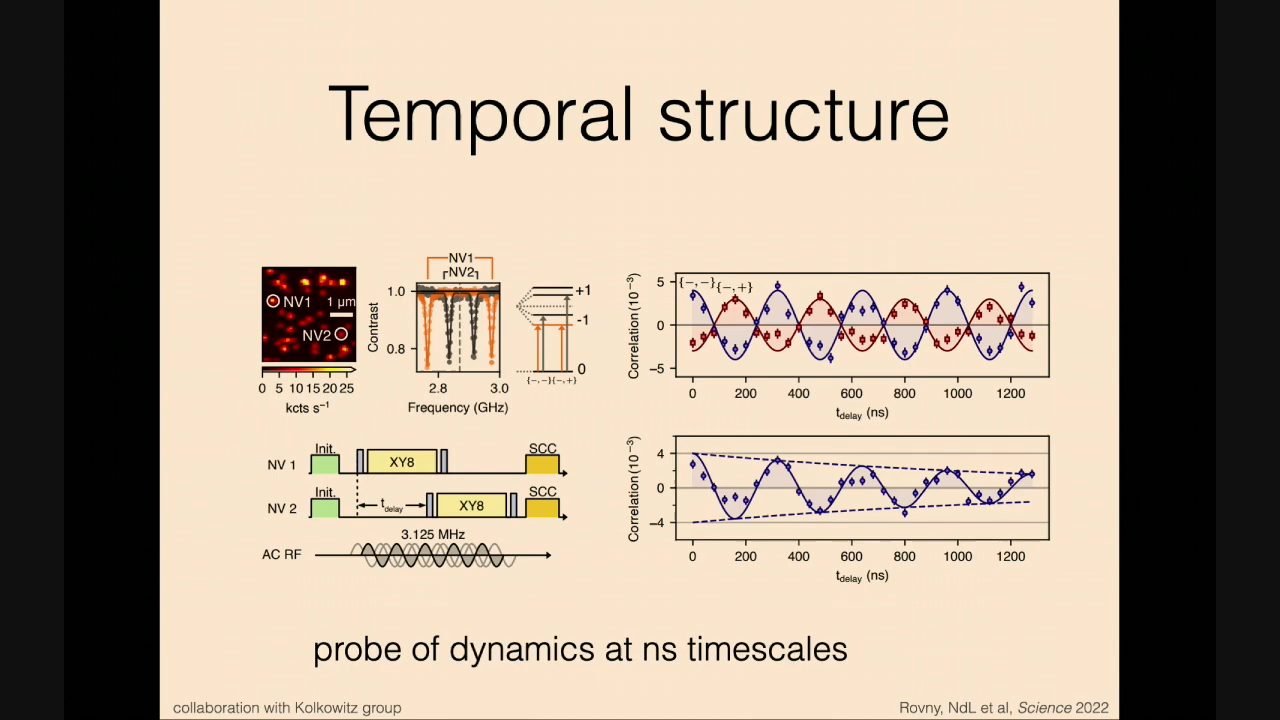 Temporal structure
NV1
NV2
1 µm
0 5 10 15 20 25
kcts s⁻¹
NV1
NV2
1.0
0.8
Contrast
2.8 3.0
Frequency (GHz)
+1
-1
0
{−,−}{−,+}
NV 1
Init.
XY8
SCC
NV 2
Init.
t_delay
XY8
SCC
3.125 MHz
AC RF
{−,−}{−,+}
5
0
−5
Correlation (10⁻³)
0 200 400 600 800 1000 1200
t_delay (ns)
4
0
−4
Correlation (10⁻³)
0 200 400 600 800 1000 1200
t_delay (ns)
probe of dynamics at ns timescales
collaboration with Kolkowitz group
Rovny, NdL et al, Science 2022